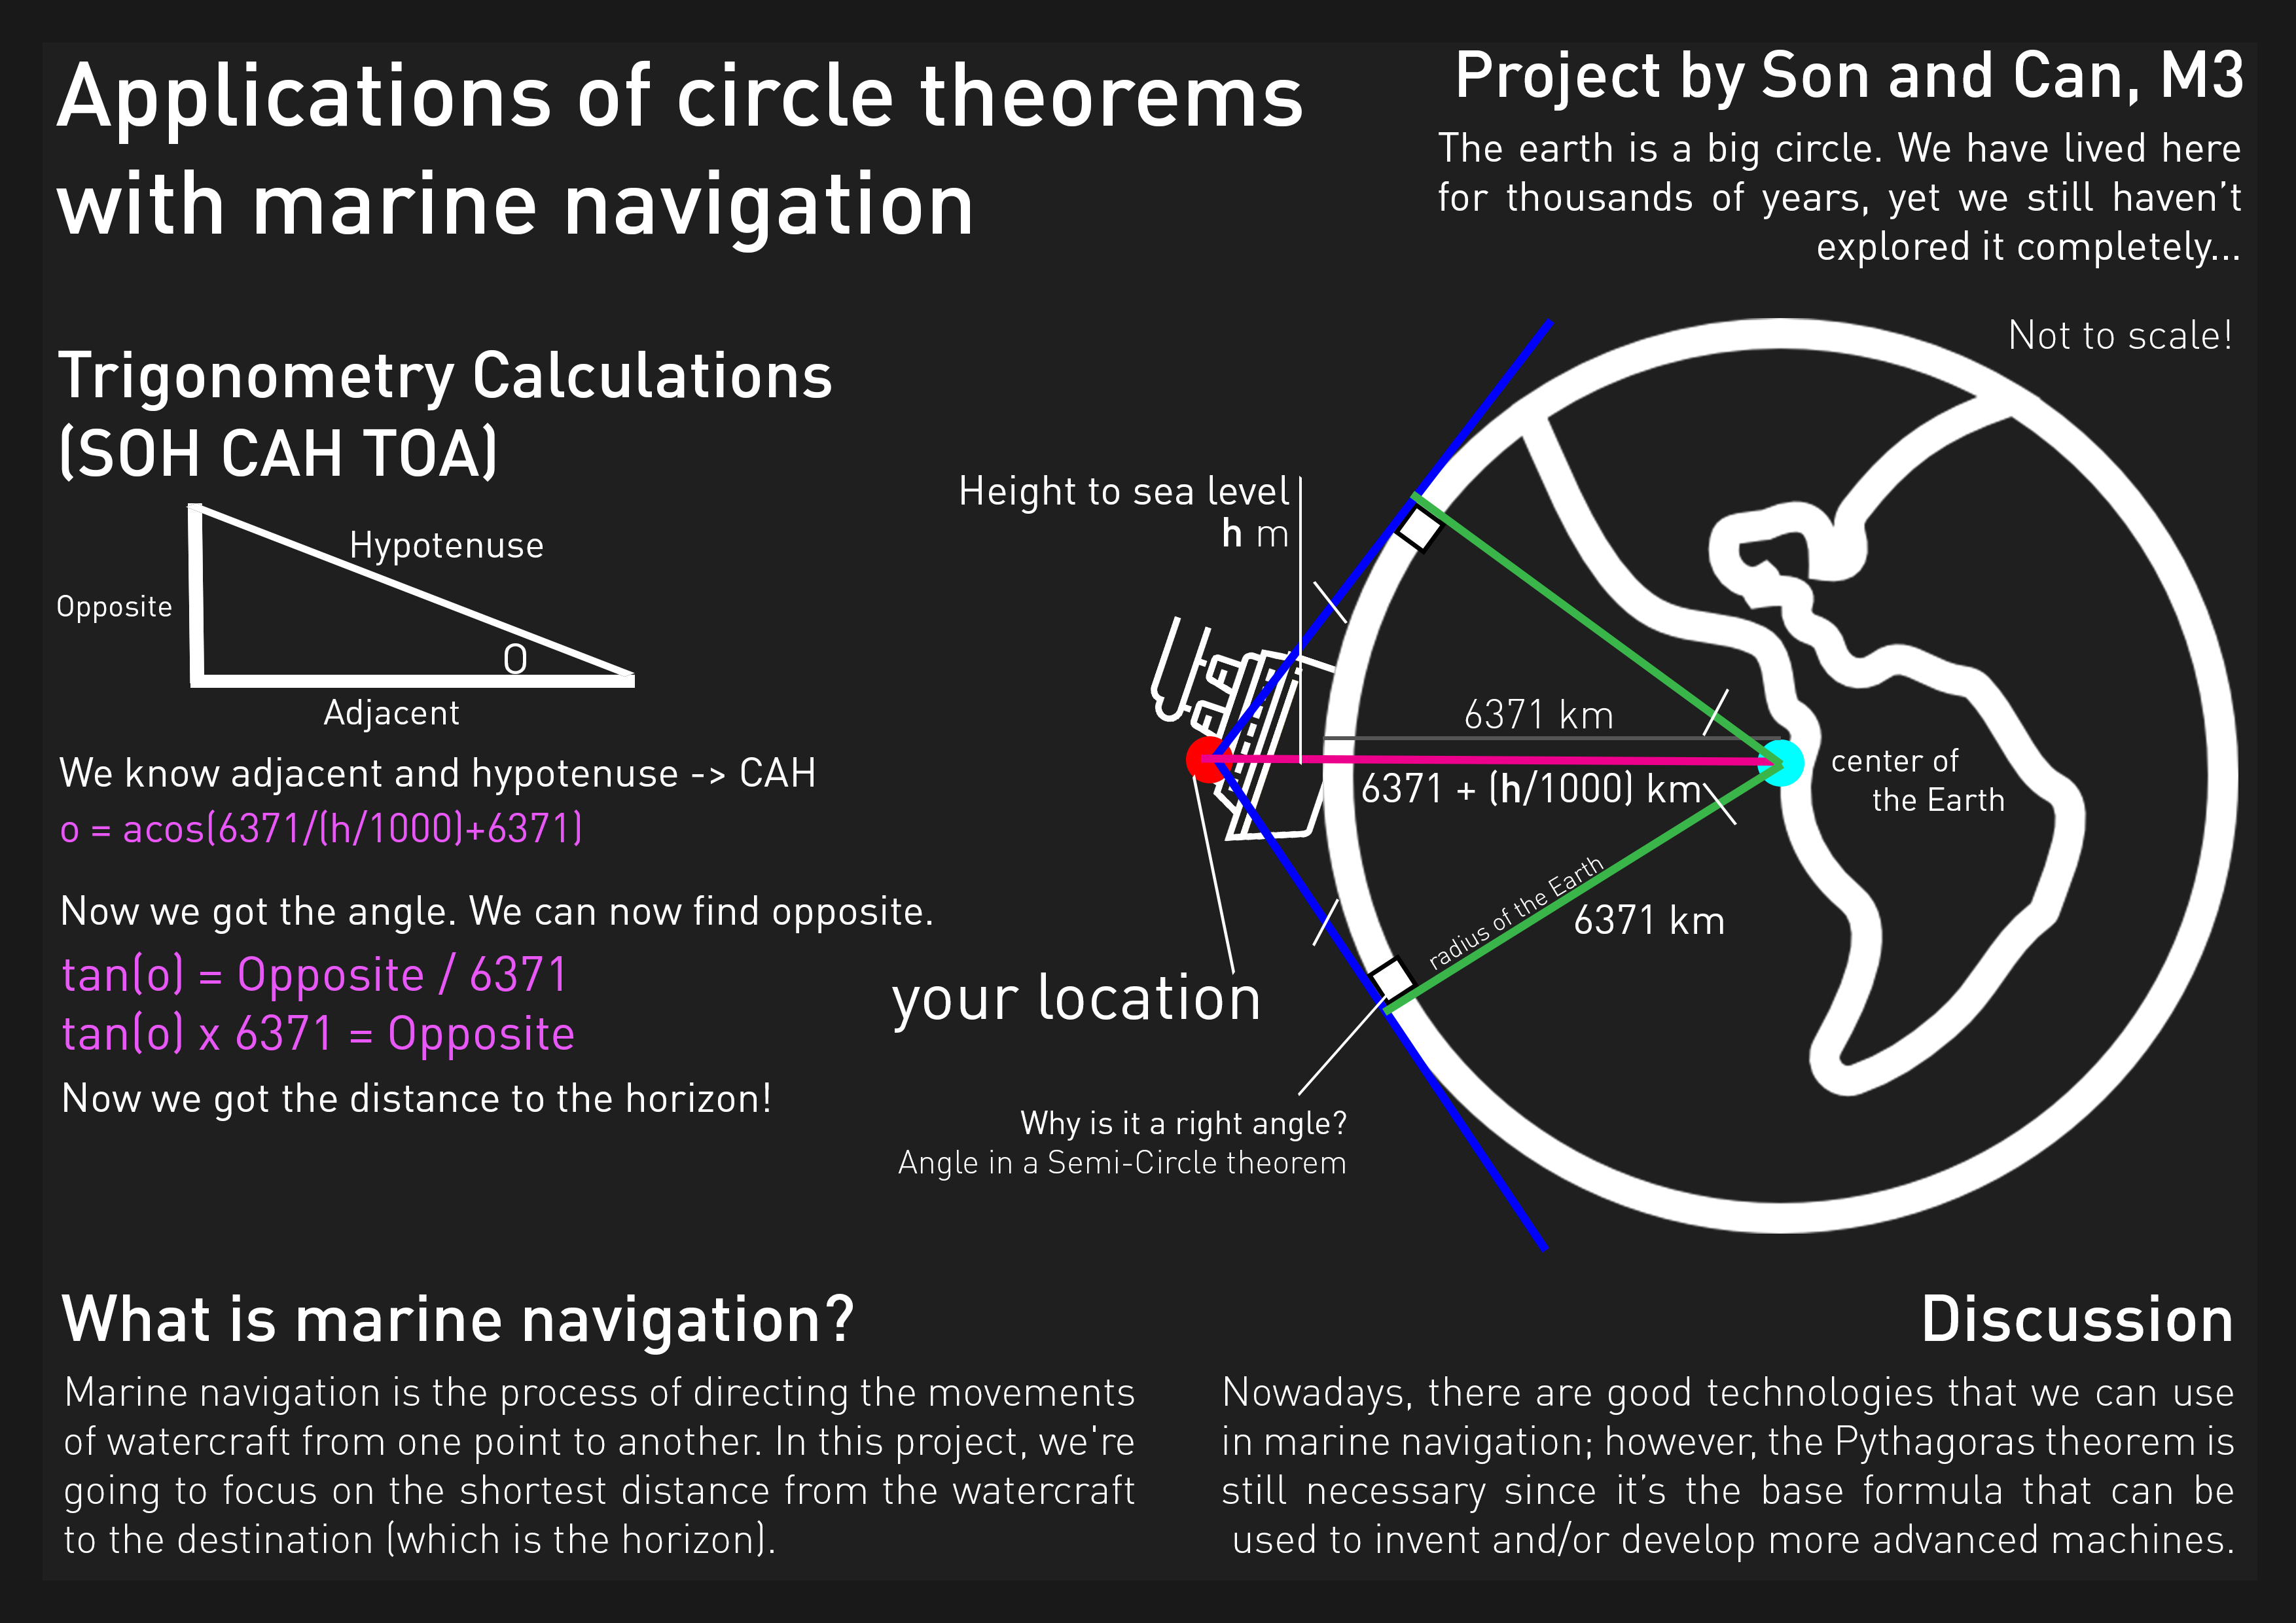 Applications of circle theorems
with marine navigation
Project by Son and Can, M3
The earth is a big circle. We have lived here
for thousands of years, yet we still haven't
explored it completely...
Not to scale!
Trigonometry Calculations
(SOH CAH TOA)
Hypotenuse
Opposite
O
Adjacent
We know adjacent and hypotenuse -> CAH
o = acos(6371/(h/1000)+6371)
Now we got the angle. We can now find opposite.
tan(o) = Opposite / 6371
tan(o) x 6371 = Opposite
Now we got the distance to the horizon!
Height to sea level
h m
6371 km
6371 + (h/1000) km
center of
the Earth
radius of the Earth
6371 km
your location
Why is it a right angle?
Angle in a Semi-Circle theorem
What is marine navigation?
Marine navigation is the process of directing the movements
of watercraft from one point to another. In this project, we're
going to focus on the shortest distance from the watercraft
to the destination (which is the horizon).
Discussion
Nowadays, there are good technologies that we can use
in marine navigation; however, the Pythagoras theorem is
still necessary since it's the base formula that can be
used to invent and/or develop more advanced machines.